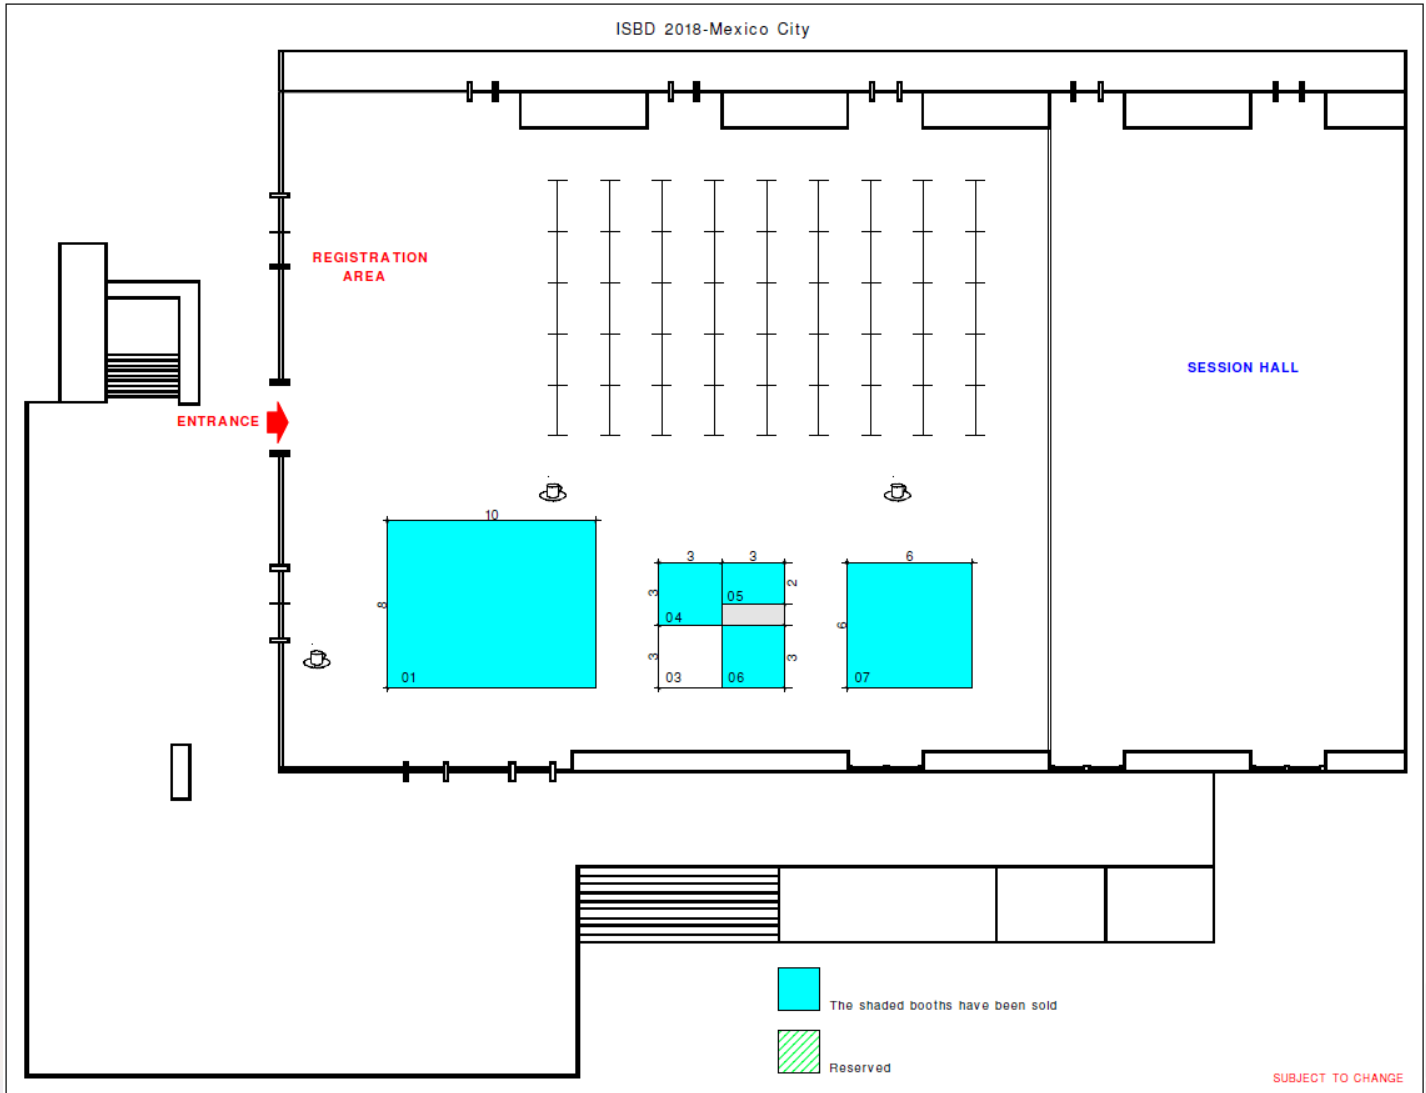 ISBD 2018-Mexico City
REGISTRATION
AREA
SESSION HALL
ENTRANCE
10
8
01
3 3
3
2
05
04
3
3
03
06
6
6
07
The shaded booths have been sold
Reserved
SUBJECT TO CHANGE